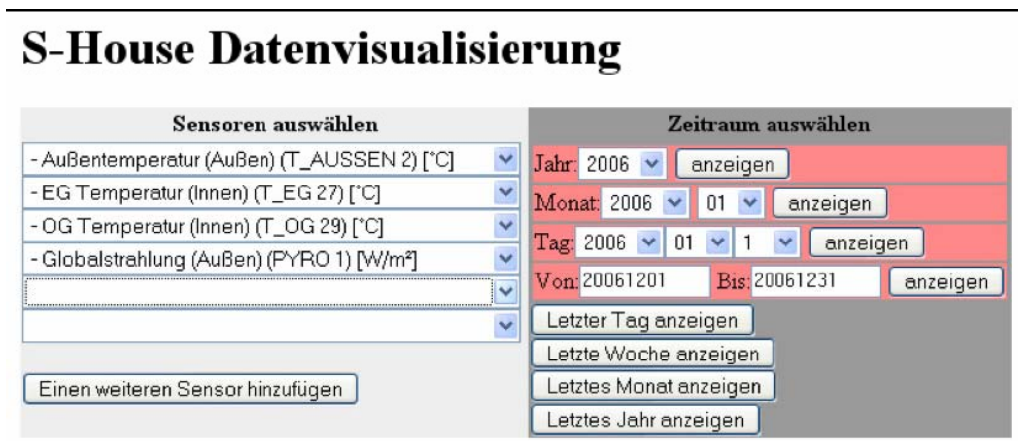 S-House Datenvisualisierung
Sensoren auswählen
- Außentemperatur (Außen) (T_AUSSEN 2) [°C]
- EG Temperatur (Innen) (T_EG 27) [°C]
- OG Temperatur (Innen) (T_OG 29) [°C]
- Globalstrahlung (Außen) (PYRO 1) [W/m²]
Einen weiteren Sensor hinzufügen
Zeitraum auswählen
Jahr: 2006 anzeigen
Monat: 2006 01 anzeigen
Tag: 2006 01 1 anzeigen
Von: 20061201 Bis: 20061231 anzeigen
Letzter Tag anzeigen
Letzte Woche anzeigen
Letztes Monat anzeigen
Letztes Jahr anzeigen